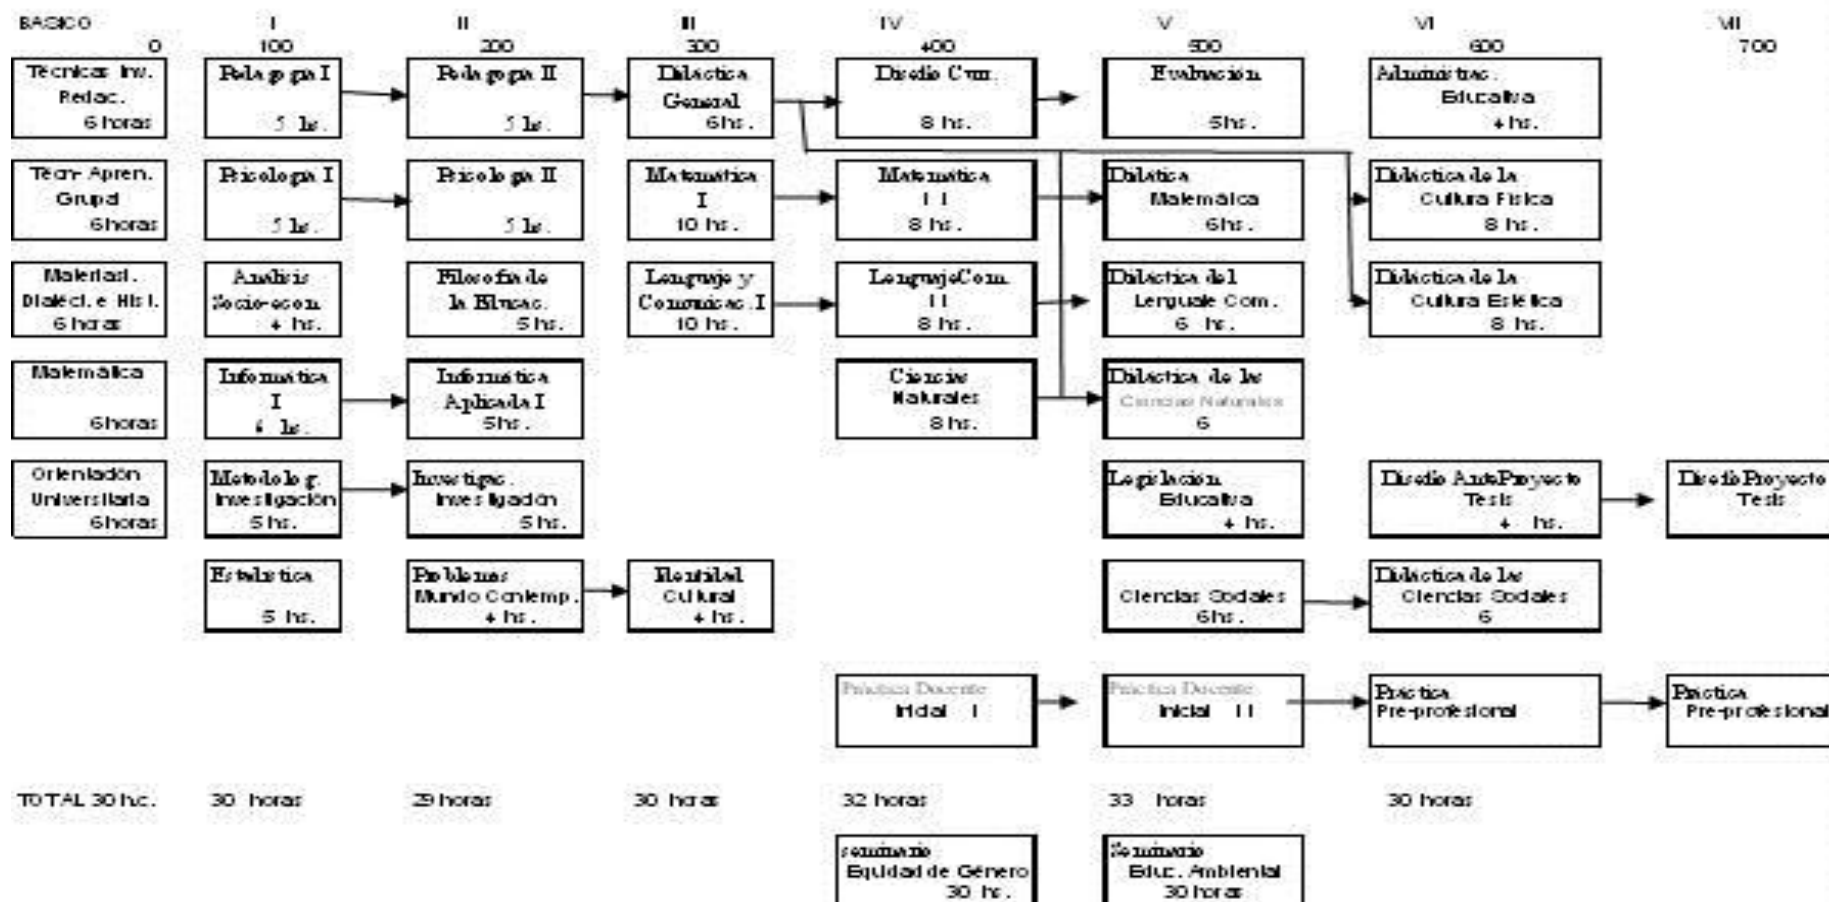 BASICO I II III IV V VI VII
0 100 200 300 400 500 600 700
Técnicas Inv.
Redac.
6 horas
Pedagogía I
5 hs.
Pedagogía II
5 hs.
Didáctica
General
6 hs.
Diseño Curr.
8 hs.
Evaluación
5 hs.
Administrac.
Educativa
4 hs.
Técn- Apren.
Grupal
6 horas
Psicología I
5 hs.
Psicología II
5 hs.
Matemática
I
10 hs.
Matemática
I I
8 hs.
Didática
Matemática
6 hs.
Didáctica de la
Cultura Física
8 hs.
Materiasl.
Dialéct. e Hist.
6 horas
Análisis
Socio-econ.
4 hs.
Filosofía de
la Educac.
5 hs.
Lenguaje y
Comunicac. I
10 hs.
Lenguaje Com.
I I
8 hs.
Didáctica del
Lenguaje Com.
6 hs.
Didáctica de la
Cultura Estética
8 hs.
Matemática
6 horas
Informática
I
hs.
Informática
Aplicada I
5 hs.
Ciencias
Naturales
8 hs.
Didáctica de las
Ciencias Naturales
6
Orientación
Universitaria
6 horas
Metodolog.
Investigación
5 hs.
Investigac.
Investigación
5 hs.
Legislación
Educativa
4 hs.
Diseño AnteProyecto
Tesis
4 hs.
Diseño Proyecto
Tesis
Estadística
5 hs.
Problemas
Mundo Contemp.
4 hs.
Identidad
Cultural
4 hs.
Ciencias Sociales
6 hs.
Didáctica de las
Ciencias Sociales
6
Práctica Docente
Inicial I
Práctica Docente
Inicial I I
Práctica
Pre-profesional
Práctica
Pre-profesional
TOTAL 30 h.c. 30 horas 29 horas 30 horas 32 horas 33 horas 30 horas
seminario
Equidad de Género
30 hs.
Seminario
Educ. Ambiental
30 horas